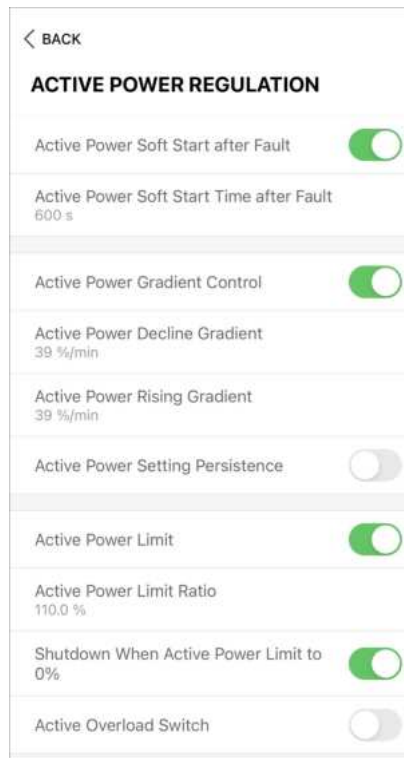 BACK
ACTIVE POWER REGULATION
Active Power Soft Start after Fault
Active Power Soft Start Time after Fault
600 s
Active Power Gradient Control
Active Power Decline Gradient
39 %/min
Active Power Rising Gradient
39 %/min
Active Power Setting Persistence
Active Power Limit
Active Power Limit Ratio
110.0 %
Shutdown When Active Power Limit to
0%
Active Overload Switch